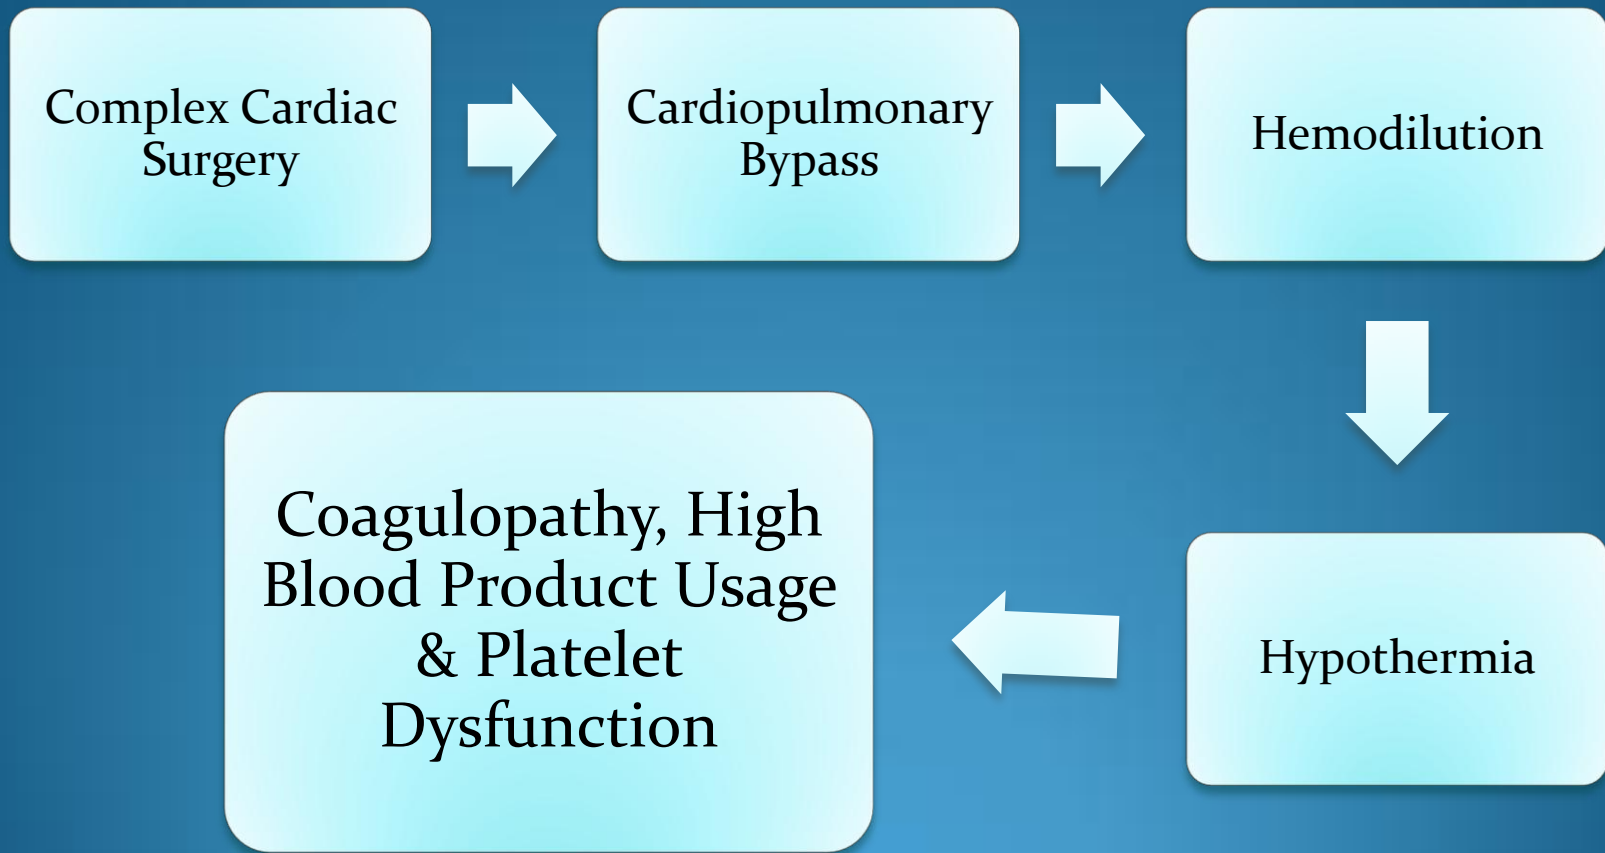 Complex Cardiac
Surgery
Cardiopulmonary
Bypass
Hemodilution
Hypothermia
Coagulopathy, High
Blood Product Usage
& Platelet
Dysfunction